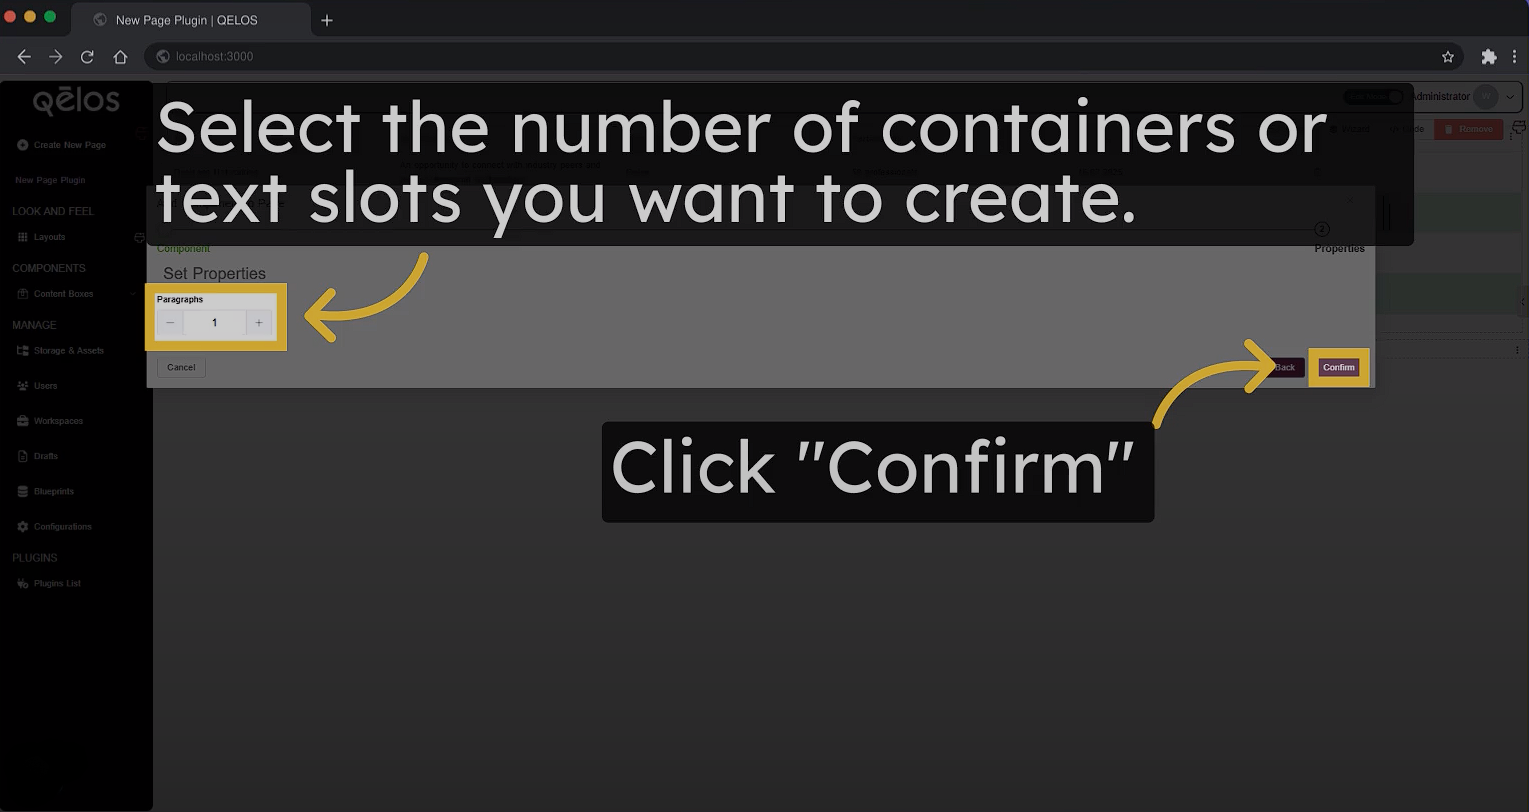 New Page Plugin | QELOS
localhost:3000
qēlos
Administrator
Create New Page
Remove
Select the number of containers or
text slots you want to create.
New Page Plugin
LOOK AND FEEL
Layouts
2
Component
Properties
COMPONENTS
Set Properties
Content Boxes
Paragraphs
1
MANAGE
Storage & Assets
Cancel
Back
Confirm
Users
Workspaces
Click "Confirm"
Drafts
Blueprints
Configurations
PLUGINS
Plugins List